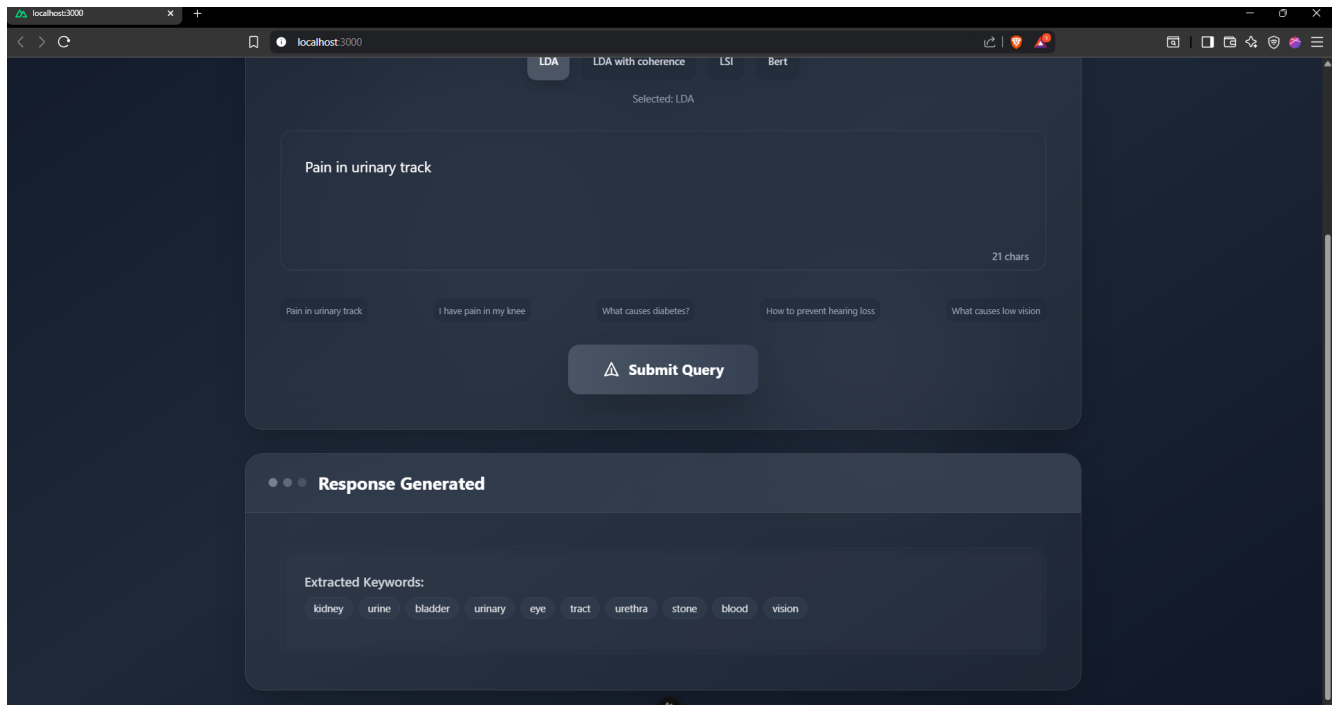 localhost:3000
localhost:3000
LDA LDA with coherence LSI Bert
Selected: LDA
Pain in urinary track
21 chars
Pain in urinary track I have pain in my knee What causes diabetes? How to prevent hearing loss What causes low vision
Submit Query
Response Generated
Extracted Keywords:
kidney urine bladder urinary eye tract urethra stone blood vision